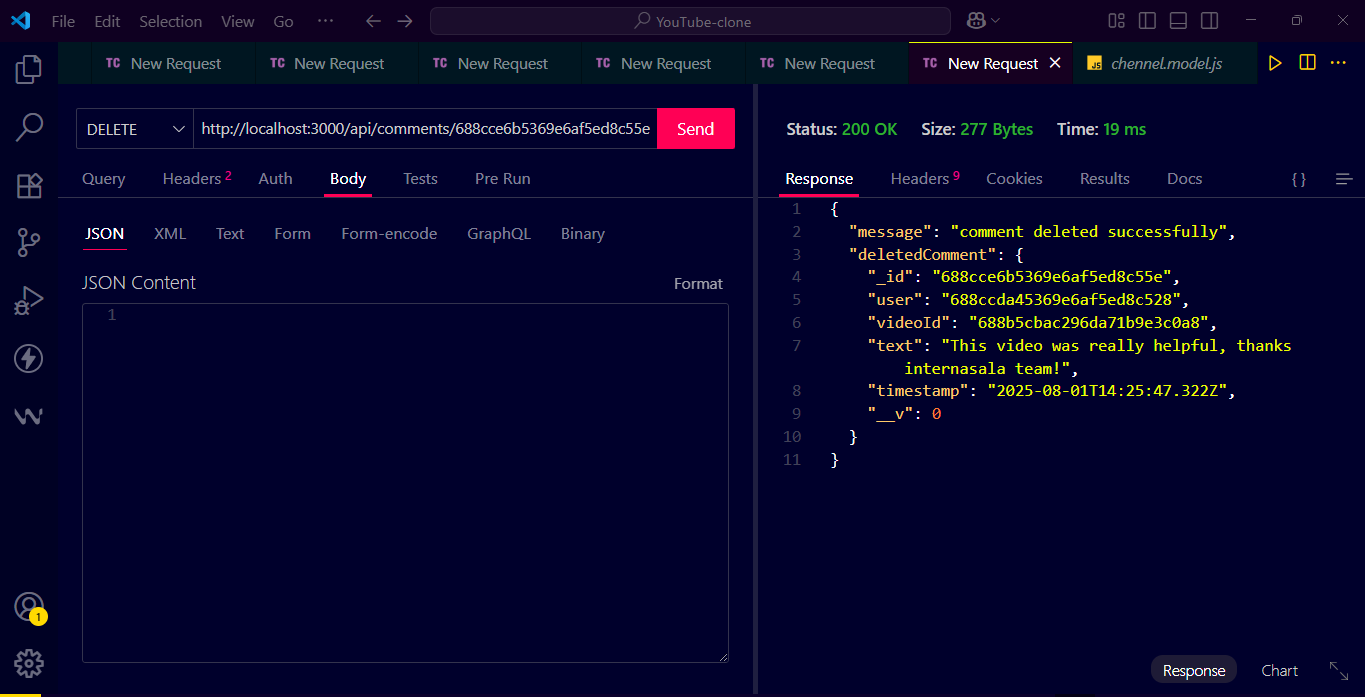 File Edit Selection View Go ··· YouTube-clone
TC New Request TC New Request TC New Request TC New Request TC New Request TC New Request JS chennel.model.js ···
DELETE http://localhost:3000/api/comments/688cce6b5369e6af5ed8c55e Send
Status: 200 OK Size: 277 Bytes Time: 19 ms
Query Headers 2 Auth Body Tests Pre Run
Response Headers 9 Cookies Results Docs { }
JSON XML Text Form Form-encode GraphQL Binary
JSON Content Format
1
1 {
2 "message": "comment deleted successfully",
3 "deletedComment": {
4 "_id": "688cce6b5369e6af5ed8c55e",
5 "user": "688ccda45369e6af5ed8c528",
6 "videoId": "688b5cbac296da71b9e3c0a8",
7 "text": "This video was really helpful, thanks
internasala team!",
8 "timestamp": "2025-08-01T14:25:47.322Z",
9 "__v": 0
10 }
11 }
1
Response Chart